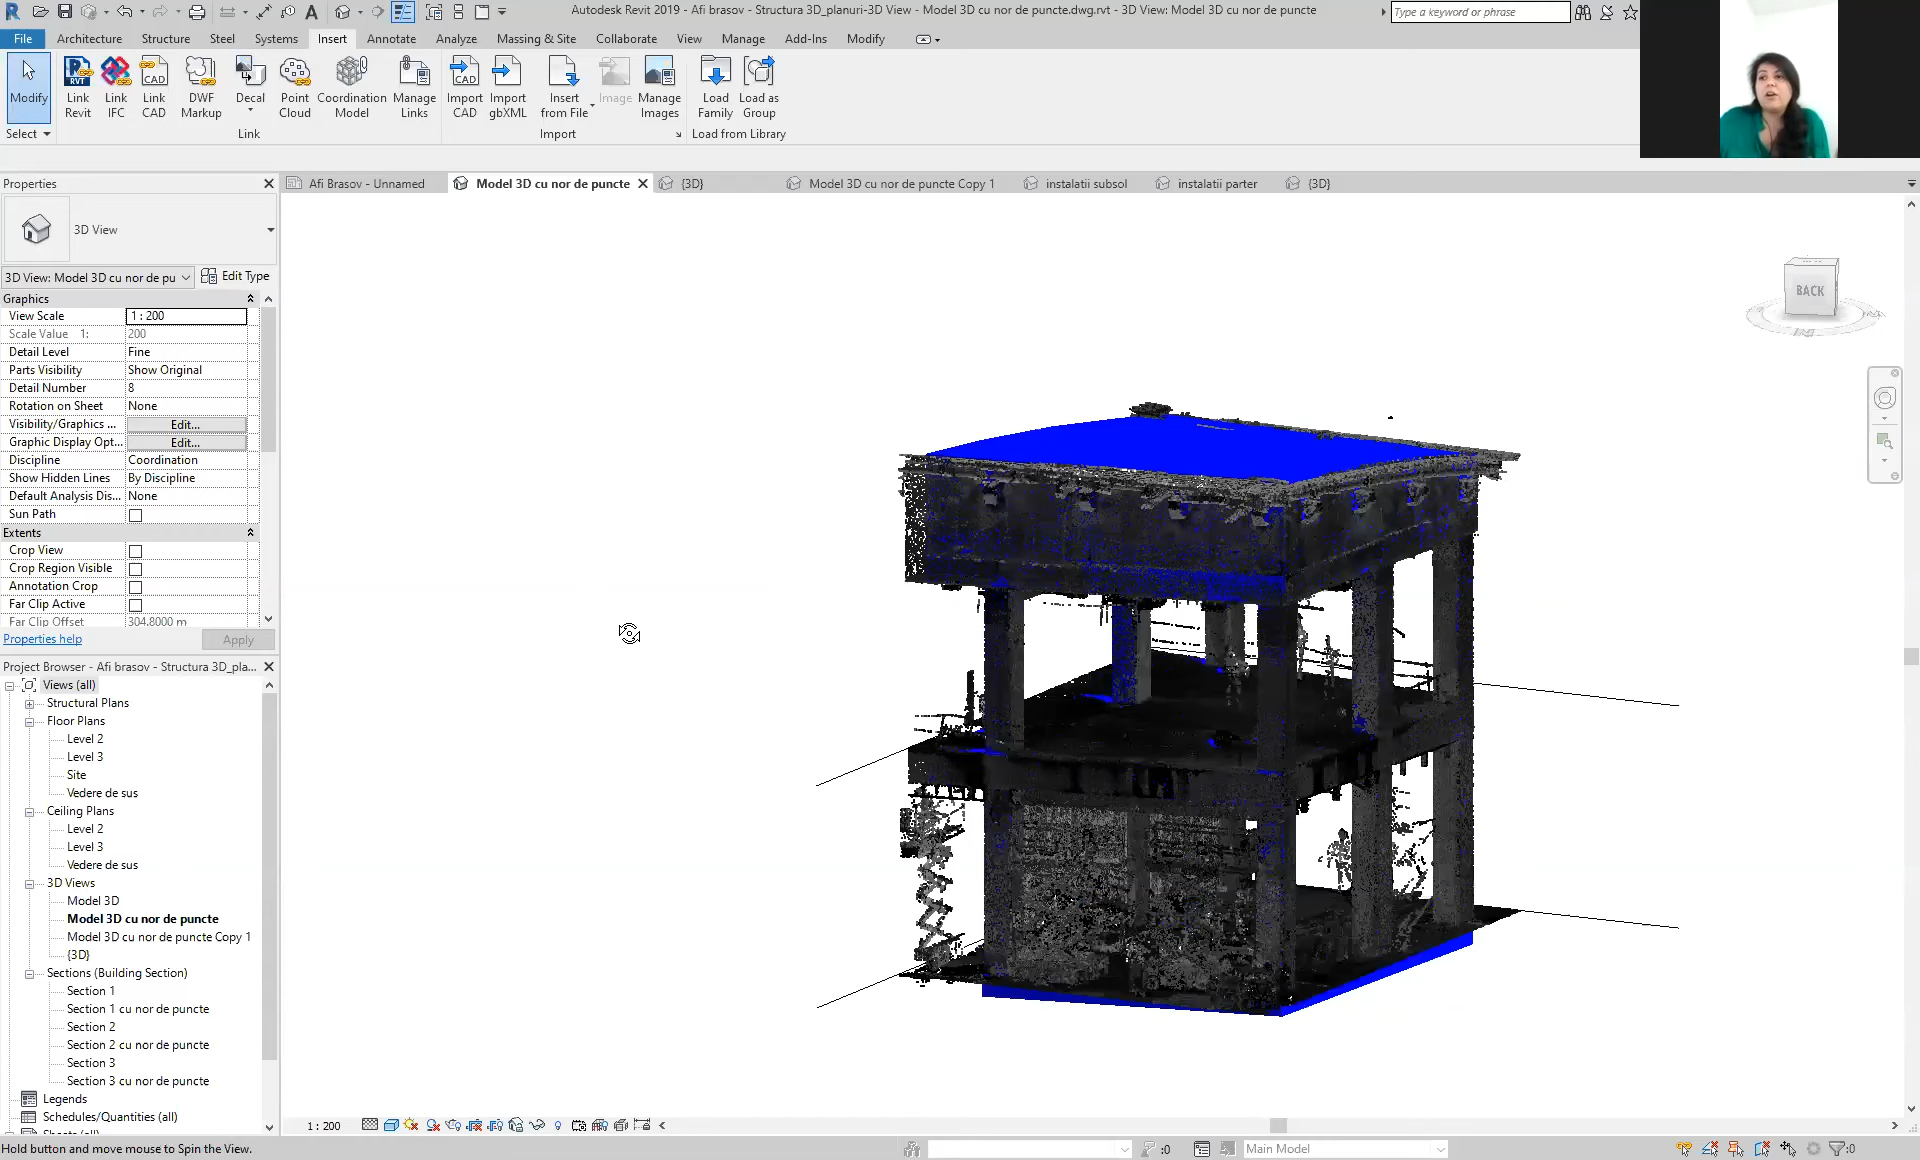 Autodesk Revit 2019 - Afi brasov - Structura 3D_planuri-3D View - Model 3D cu nor de puncte.dwg.rvt - 3D View: Model 3D cu nor de puncte
Type a keyword or phrase
File Architecture Structure Steel Systems Insert Annotate Analyze Massing & Site Collaborate View Manage Add-Ins Modify
Modify
Link Revit
Link IFC
Link CAD
DWF Markup
Decal
Point Cloud
Coordination Model
Manage Links
Import CAD
Import gbXML
Insert from File
Image
Manage Images
Load Family
Load as Group
Select Link Import Load from Library
Properties
Afi Brasov - Unnamed Model 3D cu nor de puncte {3D} Model 3D cu nor de puncte Copy 1 instalatii subsol instalatii parter {3D}
3D View
3D View: Model 3D cu nor de pu Edit Type
Graphics
View Scale 1 : 200
Scale Value 1: 200
Detail Level Fine
Parts Visibility Show Original
Detail Number 8
Rotation on Sheet None
Visibility/Graphics ... Edit...
Graphic Display Opt... Edit...
Discipline Coordination
Show Hidden Lines By Discipline
Default Analysis Dis... None
Sun Path
Extents
Crop View
Crop Region Visible
Annotation Crop
Far Clip Active
Far Clip Offset 304.8000 m
Properties help Apply
Project Browser - Afi brasov - Structura 3D_pla...
Views (all)
Structural Plans
Floor Plans
Level 2
Level 3
Site
Vedere de sus
Ceiling Plans
Level 2
Level 3
Vedere de sus
3D Views
Model 3D
Model 3D cu nor de puncte
Model 3D cu nor de puncte Copy 1
{3D}
Sections (Building Section)
Section 1
Section 1 cu nor de puncte
Section 2
Section 2 cu nor de puncte
Section 3
Section 3 cu nor de puncte
Legends
Schedules/Quantities (all)
Sheets (all)
BACK
1 : 200
Hold button and move mouse to Spin the View.
:0
Main Model
:0